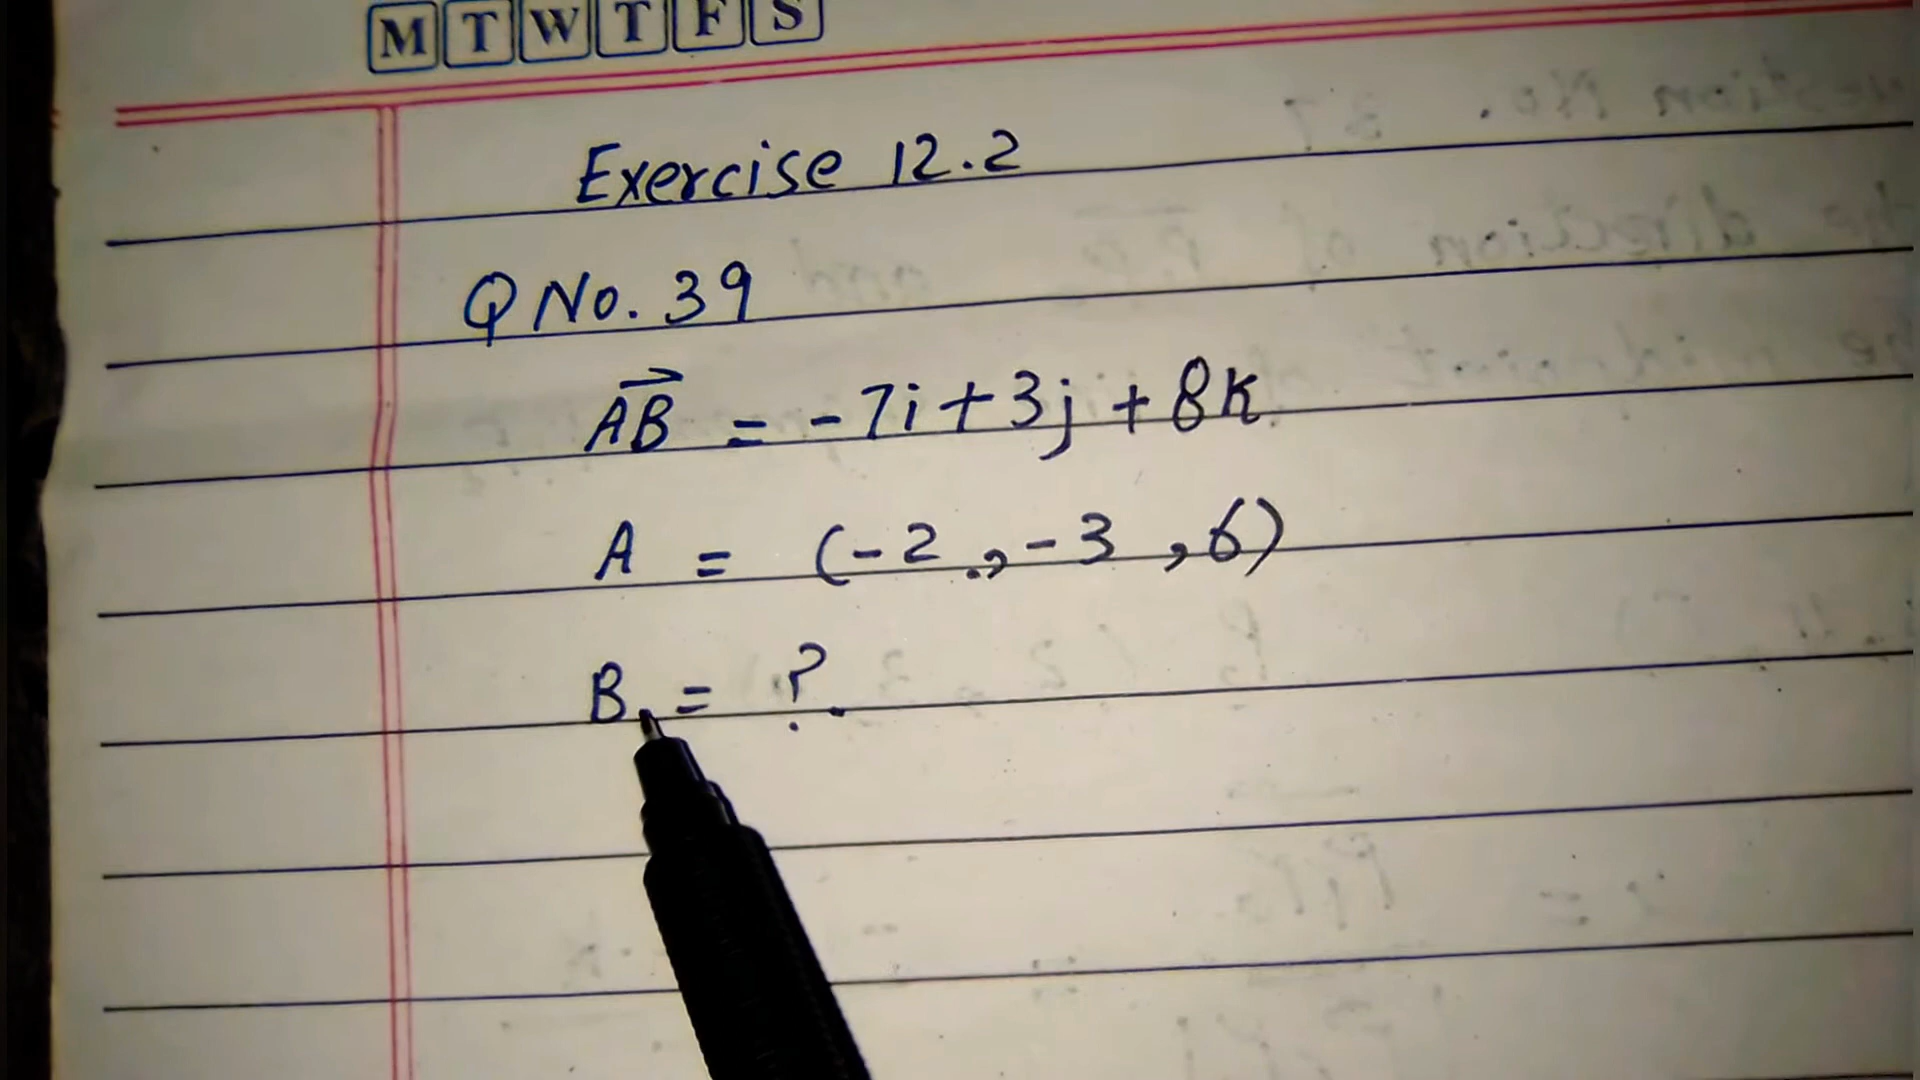 M T W T F S
Exercise 12.2
Q No. 39
AB = -7i + 3j + 8k
A = (-2, -3, 6)
B = ?